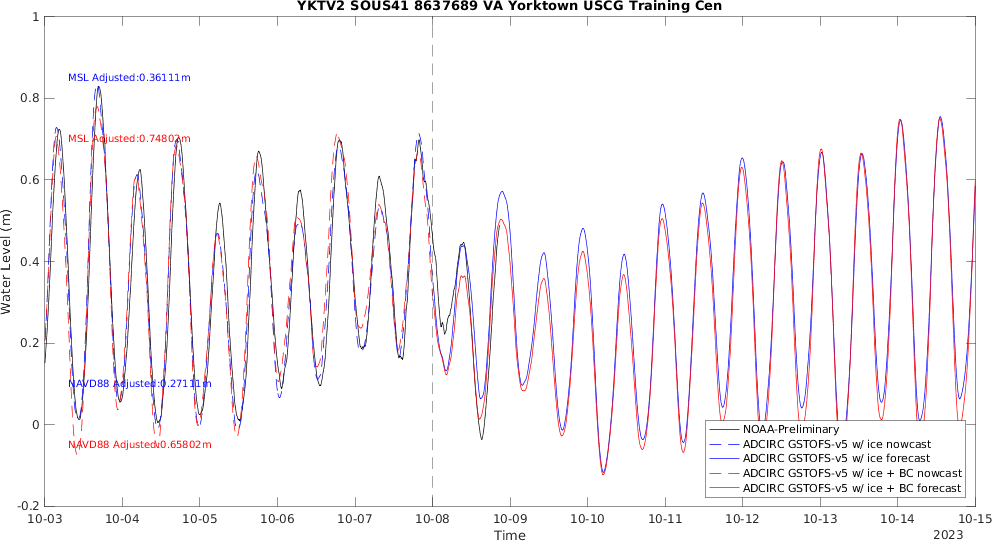 YKTV2 SOUS41 8637689 VA Yorktown USCG Training Cen
1
0.8
0.6
0.4
0.2
0
-0.2
Water Level (m)
MSL Adjusted:0.36111m
MSL Adjusted:0.74802m
NAVD88 Adjusted:0.27111m
NAVD88 Adjusted:0.65802m
NOAA-Preliminary
ADCIRC GSTOFS-v5 w/ ice nowcast
ADCIRC GSTOFS-v5 w/ ice forecast
ADCIRC GSTOFS-v5 w/ ice + BC nowcast
ADCIRC GSTOFS-v5 w/ ice + BC forecast
10-03 10-04 10-05 10-06 10-07 10-08 10-09 10-10 10-11 10-12 10-13 10-14 10-15
Time
2023